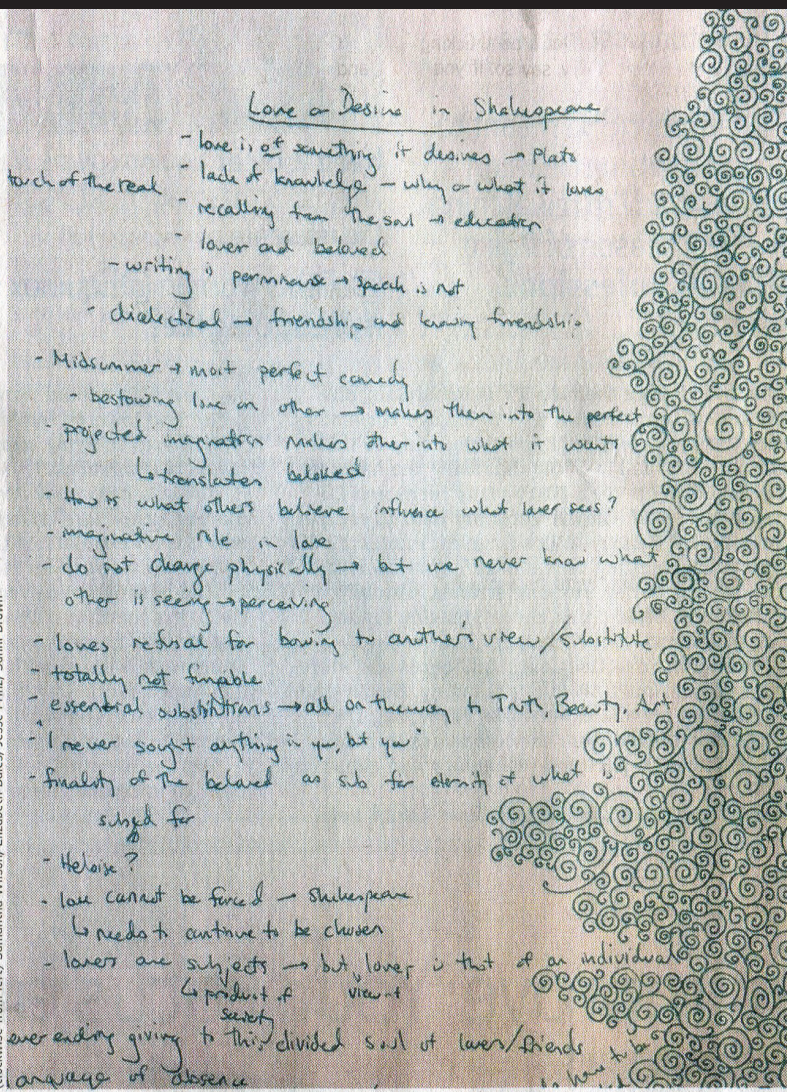 Love or Desire in Shakespeare
- love is of something it desires → Plato
touch of the real - lack of knowledge - why or what it loves
- recalling from the soul → education
lover and beloved
- writing is → speak is not
- dialectical → friendship and knowing friendship
- Midsummer → most perfect comedy
bestowing love on other → makes them into the perfect
- projected imagination makes other into what it wants
↳ translates beloved
- How is what others believe influence what lover sees?
- imaginative role in love
- do not change physically → but we never know what
other is seeing → perceiving
- loves refusal for bowing to another's view/substitute
- totally not fungable
- essential substitutions → all on the way to Truth, Beauty, Art
- "I never sought anything in you, but you"
- finality of the beloved as sub for eternity of what is
subbed for
- Heloise?
- love cannot be forced → Shakespeare
↳ needs to continue to be chosen
- lovers are subjects → but lover is that of an individual
↳ product of society view of
ever ending giving to this divided soul of lovers/friends
language of absence